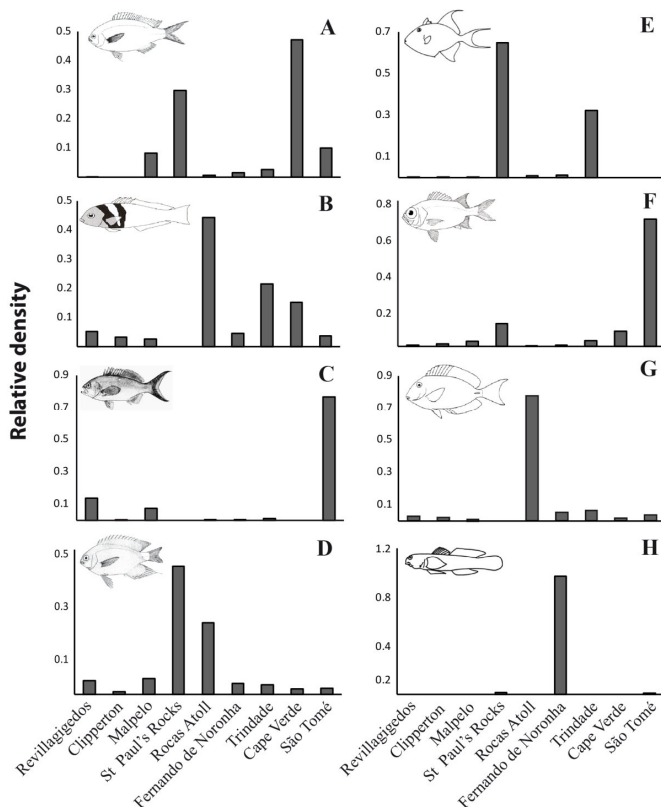 Relative density
A
0.5
0.4
0.3
0.2
0.1
B
0.5
0.4
0.3
0.2
0.1
C
0.9
0.7
0.5
0.3
0.1
D
0.5
0.3
0.1
Revillagigedos
Clipperton
Malpelo
St Paul's Rocks
Rocas Atoll
Fernando de Noronha
Trindade
Cape Verde
São Tomé
E
0.7
0.5
0.3
0.1
F
0.8
0.6
0.4
0.2
G
0.9
0.7
0.5
0.3
0.1
H
1.2
0.8
0.4
0.2
Revillagigedos
Clipperton
Malpelo
St Paul's Rocks
Rocas Atoll
Fernando de Noronha
Trindade
Cape Verde
São Tomé